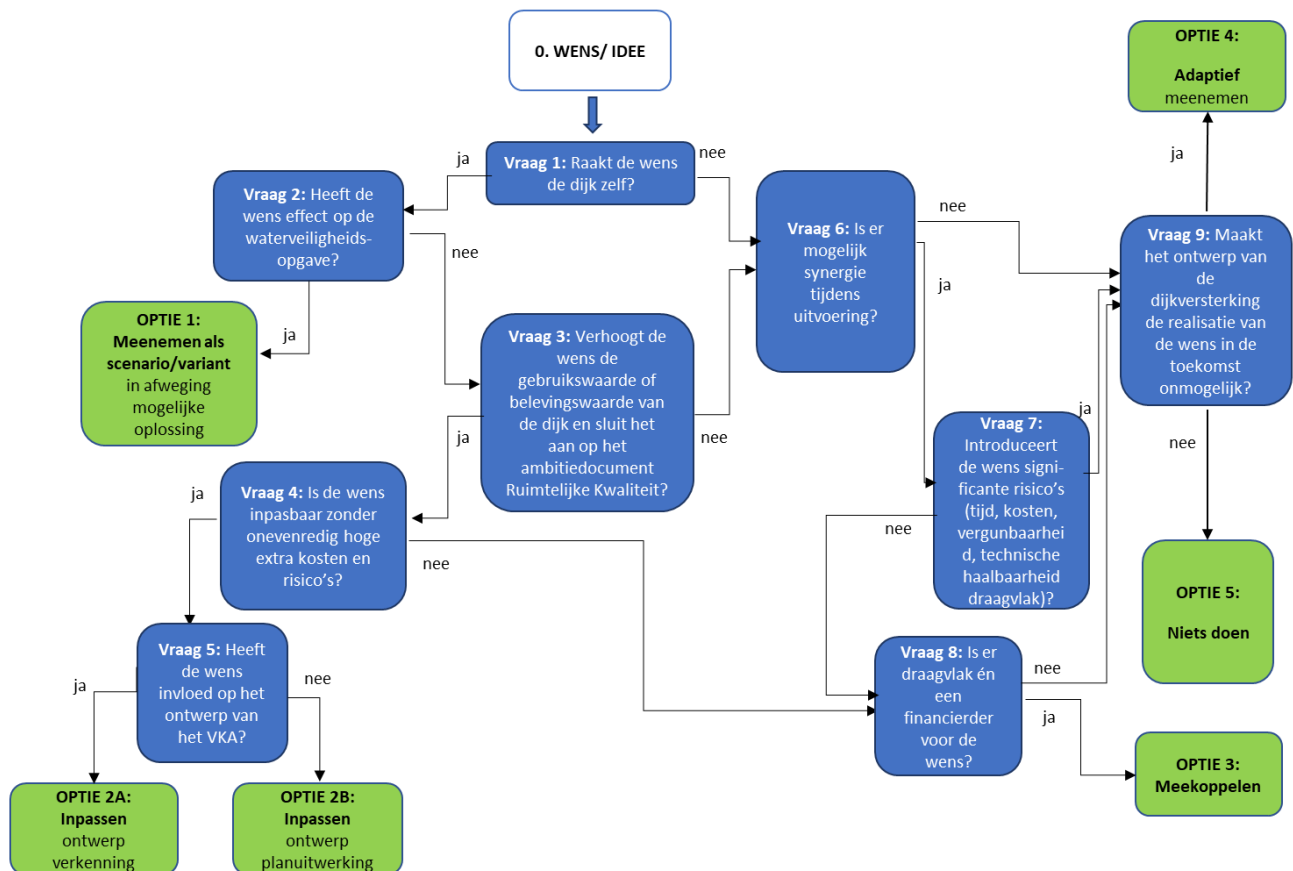 0. WENS/ IDEE
Vraag 1: Raakt de wens
de dijk zelf?
ja
nee
Vraag 2: Heeft de
wens effect op de
waterveiligheids-
opgave?
ja
nee
OPTIE 1:
Meenemen als
scenario/variant
in afweging
mogelijke
oplossing
Vraag 3: Verhoogt de
wens de
gebruikswaarde of
belevingswaarde van
de dijk en sluit het
aan op het
ambitiedocument
Ruimtelijke Kwaliteit?
ja
nee
Vraag 4: Is de wens
inpasbaar zonder
onevenredig hoge
extra kosten en
risico’s?
ja
nee
Vraag 5: Heeft
de wens
invloed op het
ontwerp van
het VKA?
ja
nee
OPTIE 2A:
Inpassen
ontwerp
verkenning
OPTIE 2B:
Inpassen
ontwerp
planuitwerking
Vraag 6: Is er
mogelijk
synergie
tijdens
uitvoering?
nee
ja
Vraag 7:
Introduceert
de wens signi-
ficante risico’s
(tijd, kosten,
vergunbaarhei
d, technische
haalbaarheid
draagvlak)?
ja
nee
Vraag 8: Is er
draagvlak én
een
financierder
voor de
wens?
nee
ja
OPTIE 3:
Meekoppelen
Vraag 9: Maakt
het ontwerp van
de
dijkversterking
de realisatie van
de wens in de
toekomst
onmogelijk?
ja
nee
OPTIE 4:
Adaptief
meenemen
OPTIE 5:
Niets doen